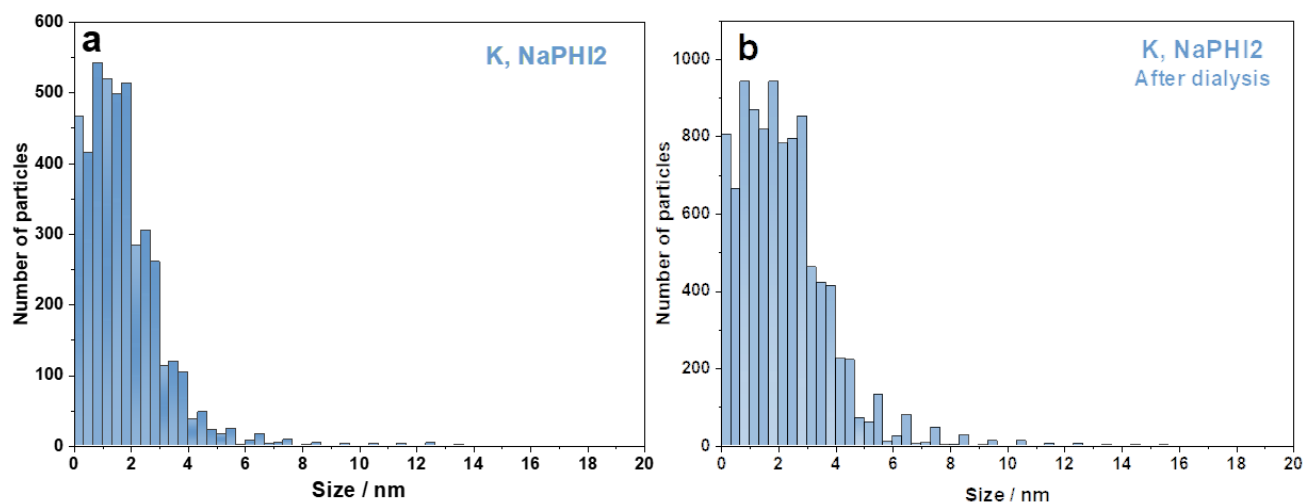 a
K, NaPHI2
Number of particles
600
500
400
300
200
100
0
0 2 4 6 8 10 12 14 16 18 20
Size / nm
b
K, NaPHI2
After dialysis
Number of particles
1000
800
600
400
200
0
0 2 4 6 8 10 12 14 16 18 20
Size / nm